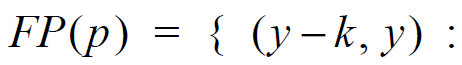 FP(p) = { (y−k, y) :